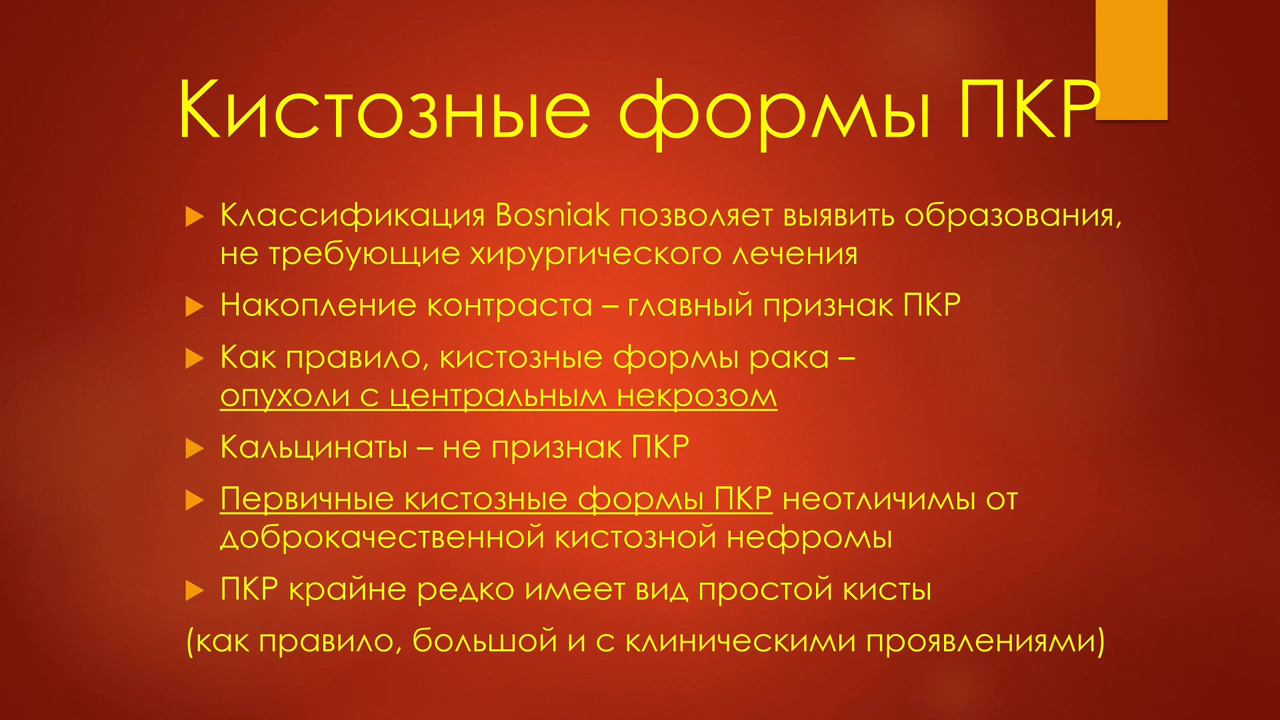 Кистозные формы ПКР
Классификация Bosniak позволяет выявить образования,
не требующие хирургического лечения
Накопление контраста – главный признак ПКР
Как правило, кистозные формы рака –
опухоли с центральным некрозом
Кальцинаты – не признак ПКР
Первичные кистозные формы ПКР неотличимы от
доброкачественной кистозной нефромы
ПКР крайне редко имеет вид простой кисты
(как правило, большой и с клиническими проявлениями)